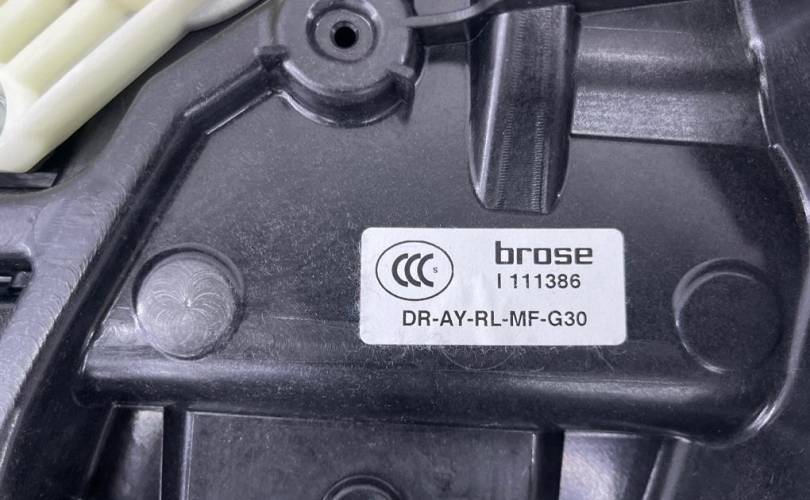 CCC S
brose
I 111386
DR-AY-RL-MF-G30